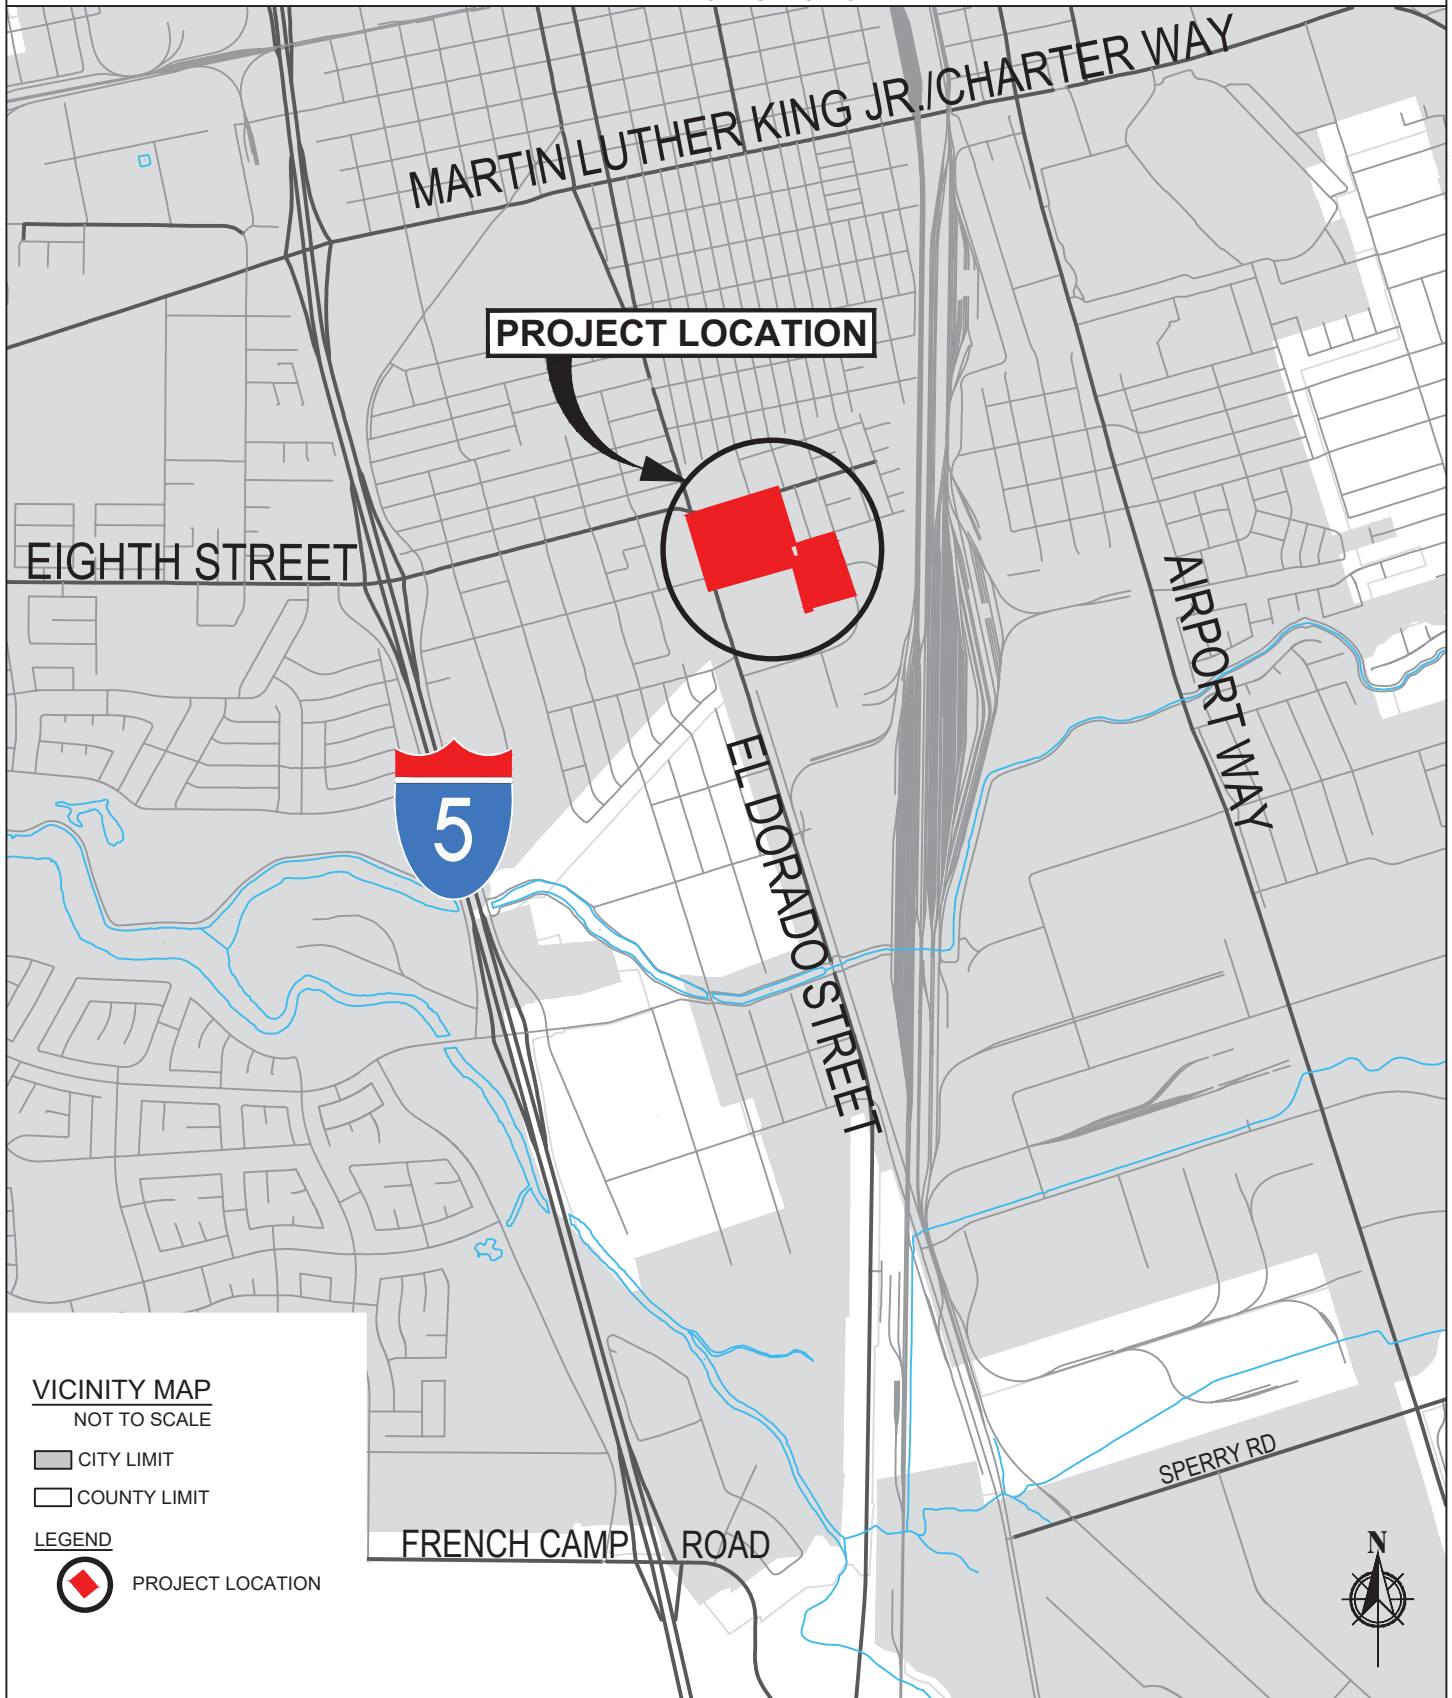 MARTIN LUTHER KING JR./CHARTER WAY
PROJECT LOCATION
EIGHTH STREET
AIRPORT WAY
5
EL DORADO STREET
VICINITY MAP
NOT TO SCALE
CITY LIMIT
COUNTY LIMIT
LEGEND
PROJECT LOCATION
SPERRY RD
FRENCH CAMP ROAD
N